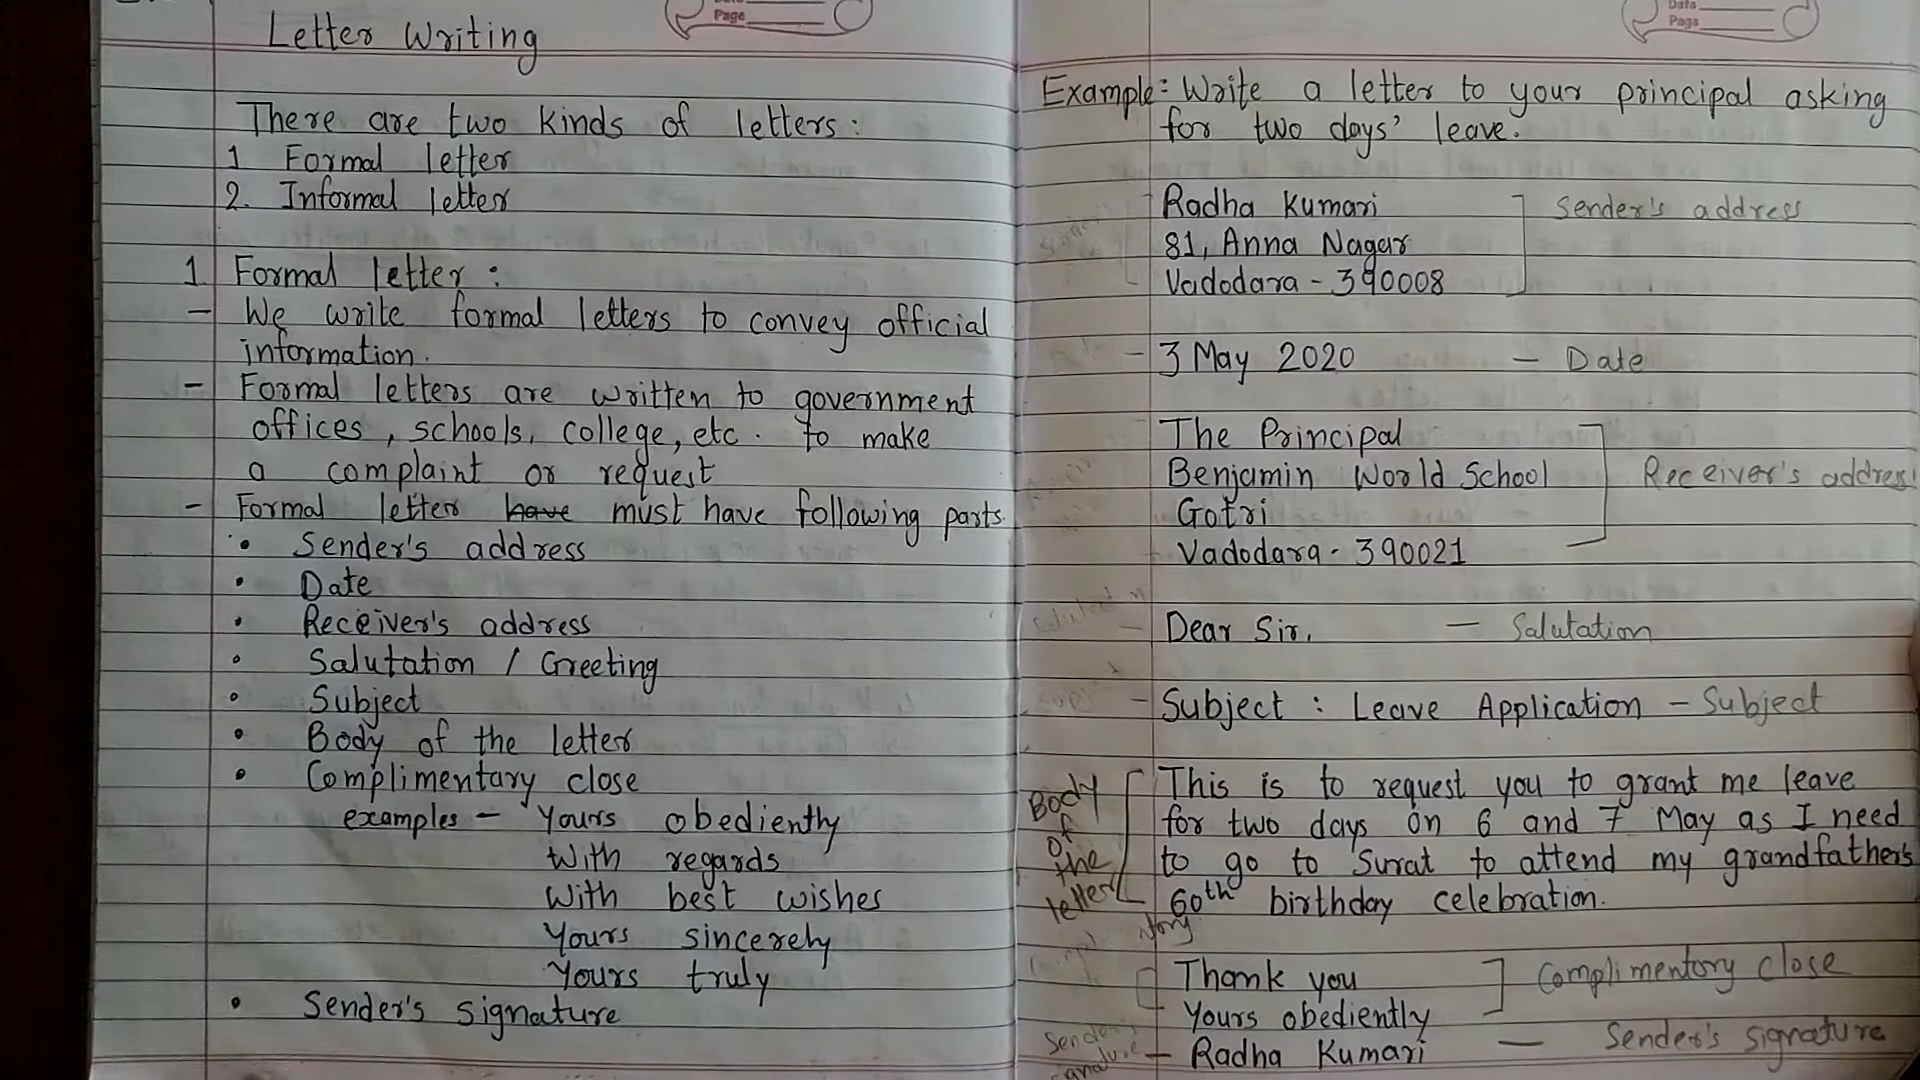 Page
Letter Writing
There are two kinds of letters:
1 Formal letter
2. Informal letter
1. Formal letter :
- We write formal letters to convey official
information.
- Formal letters are written to government
offices, schools, college, etc. to make
a complaint or request
- Formal letter have must have following parts.
• Sender's address
• Date
• Receiver's address
• Salutation / Greeting
• Subject
• Body of the letter
• Complimentary close
examples - Yours obediently
With regards
With best wishes
Yours sincerely
Yours truly
• Sender's signature
Data
Page
Example: Write a letter to your principal asking
for two days' leave.
Radha Kumari Sender's address
81, Anna Nagar
Vadodara - 390008
- 3 May 2020 - Date
The Principal
Benjamin World School Receiver's address
Gotri
Vadodara - 390021
Dear Sir, - Salutation
- Subject : Leave Application - Subject
Body of the letter
This is to request you to grant me leave
for two days on 6 and 7 May as I need
to go to Surat to attend my grandfather's
60th birthday celebration.
Thank you Complimentory close
Yours obediently
- Radha Kumari - Sender's signature